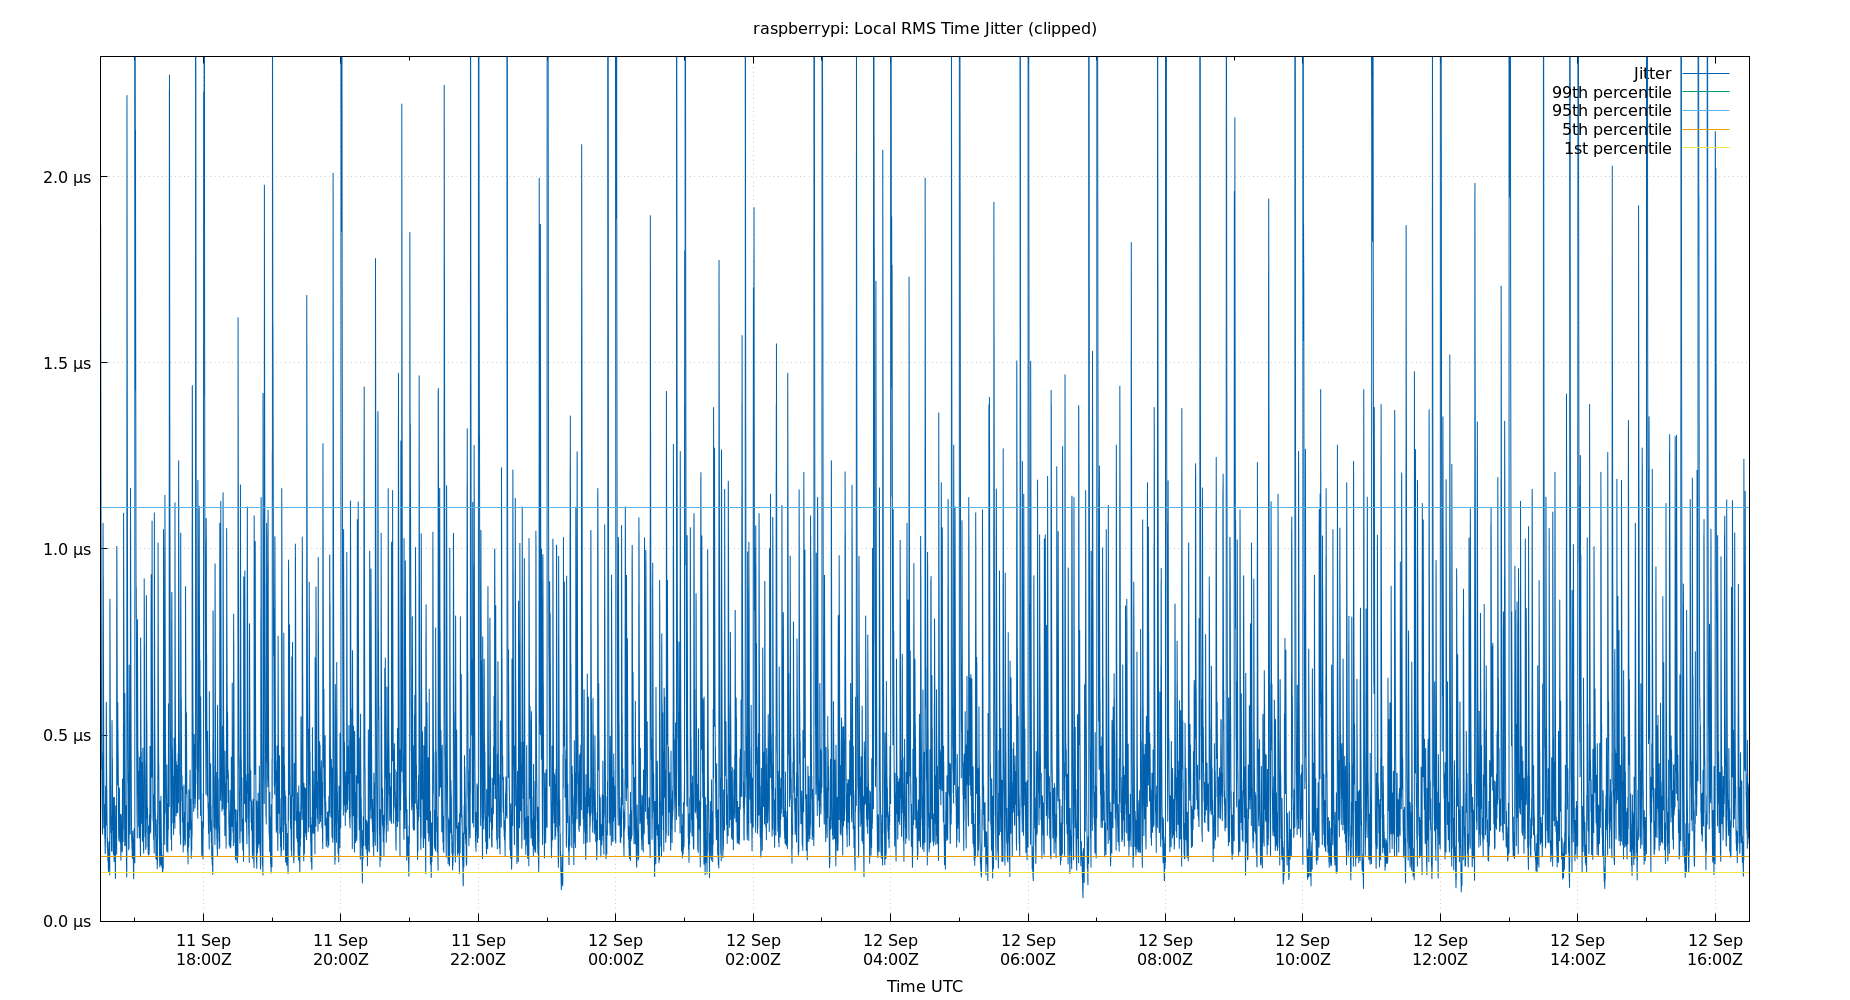 raspberrypi: Local RMS Time Jitter (clipped)
Jitter
99th percentile
95th percentile
5th percentile
1st percentile
2.0 µs
1.5 µs
1.0 µs
0.5 µs
0.0 µs
11 Sep 11 Sep 11 Sep 12 Sep 12 Sep 12 Sep 12 Sep 12 Sep 12 Sep 12 Sep 12 Sep 12 Sep
18:00Z 20:00Z 22:00Z 00:00Z 02:00Z 04:00Z 06:00Z 08:00Z 10:00Z 12:00Z 14:00Z 16:00Z
Time UTC